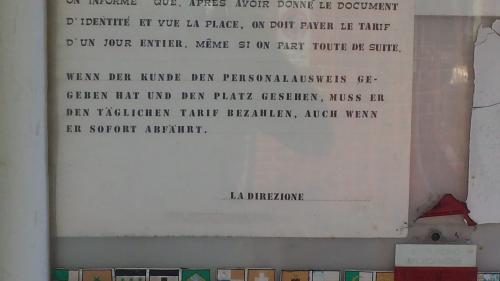 ON INFORME QUE, APRÈS AVOIR DONNÉ LE DOCUMENT
D'IDENTITÉ ET VUE LA PLACE, ON DOIT PAYER LE TARIF
D'UN JOUR ENTIER, MÊME SI ON PART TOUTE DE SUITE.
WENN DER KUNDE DEN PERSONALAUSWEIS GE-
GEBEN HAT UND DEN PLATZ GESEHEN, MUSS ER
DEN TÄGLICHEN TARIF BEZAHLEN, AUCH WENN
ER SOFORT ABFÄHRT.
LA DIREZIONE